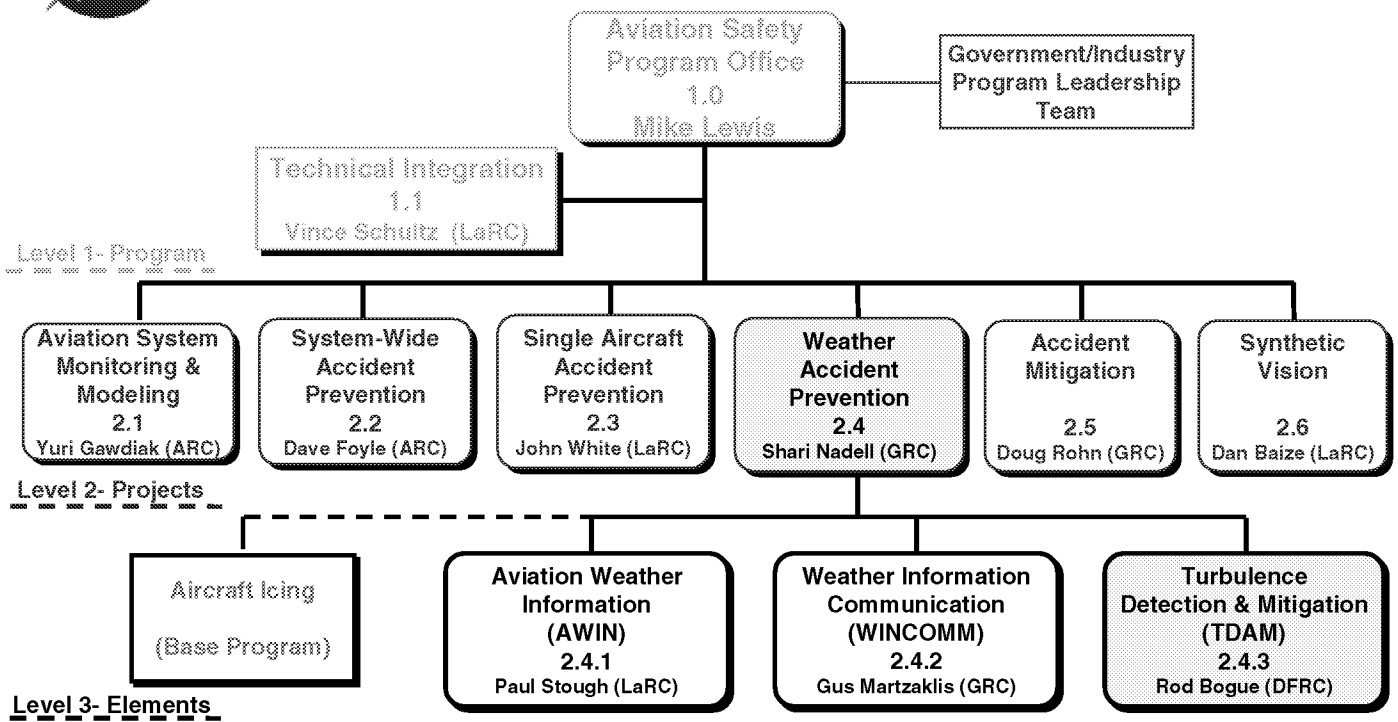 Aviation Safety
Program Office
1.0
Mike Lewis
Government/Industry
Program Leadership
Team
Technical Integration
1.1
Vince Schultz (LaRC)
Level 1- Program
Aviation System
Monitoring &
Modeling
2.1
Yuri Gawdiak (ARC)
System-Wide
Accident
Prevention
2.2
Dave Foyle (ARC)
Single Aircraft
Accident
Prevention
2.3
John White (LaRC)
Weather
Accident
Prevention
2.4
Shari Nadell (GRC)
Accident
Mitigation
2.5
Doug Rohn (GRC)
Synthetic
Vision
2.6
Dan Baize (LaRC)
Level 2- Projects
Aircraft Icing
(Base Program)
Aviation Weather
Information
(AWIN)
2.4.1
Paul Stough (LaRC)
Weather Information
Communication
(WINCOMM)
2.4.2
Gus Martzaklis (GRC)
Turbulence
Detection & Mitigation
(TDAM)
2.4.3
Rod Bogue (DFRC)
Level 3- Elements